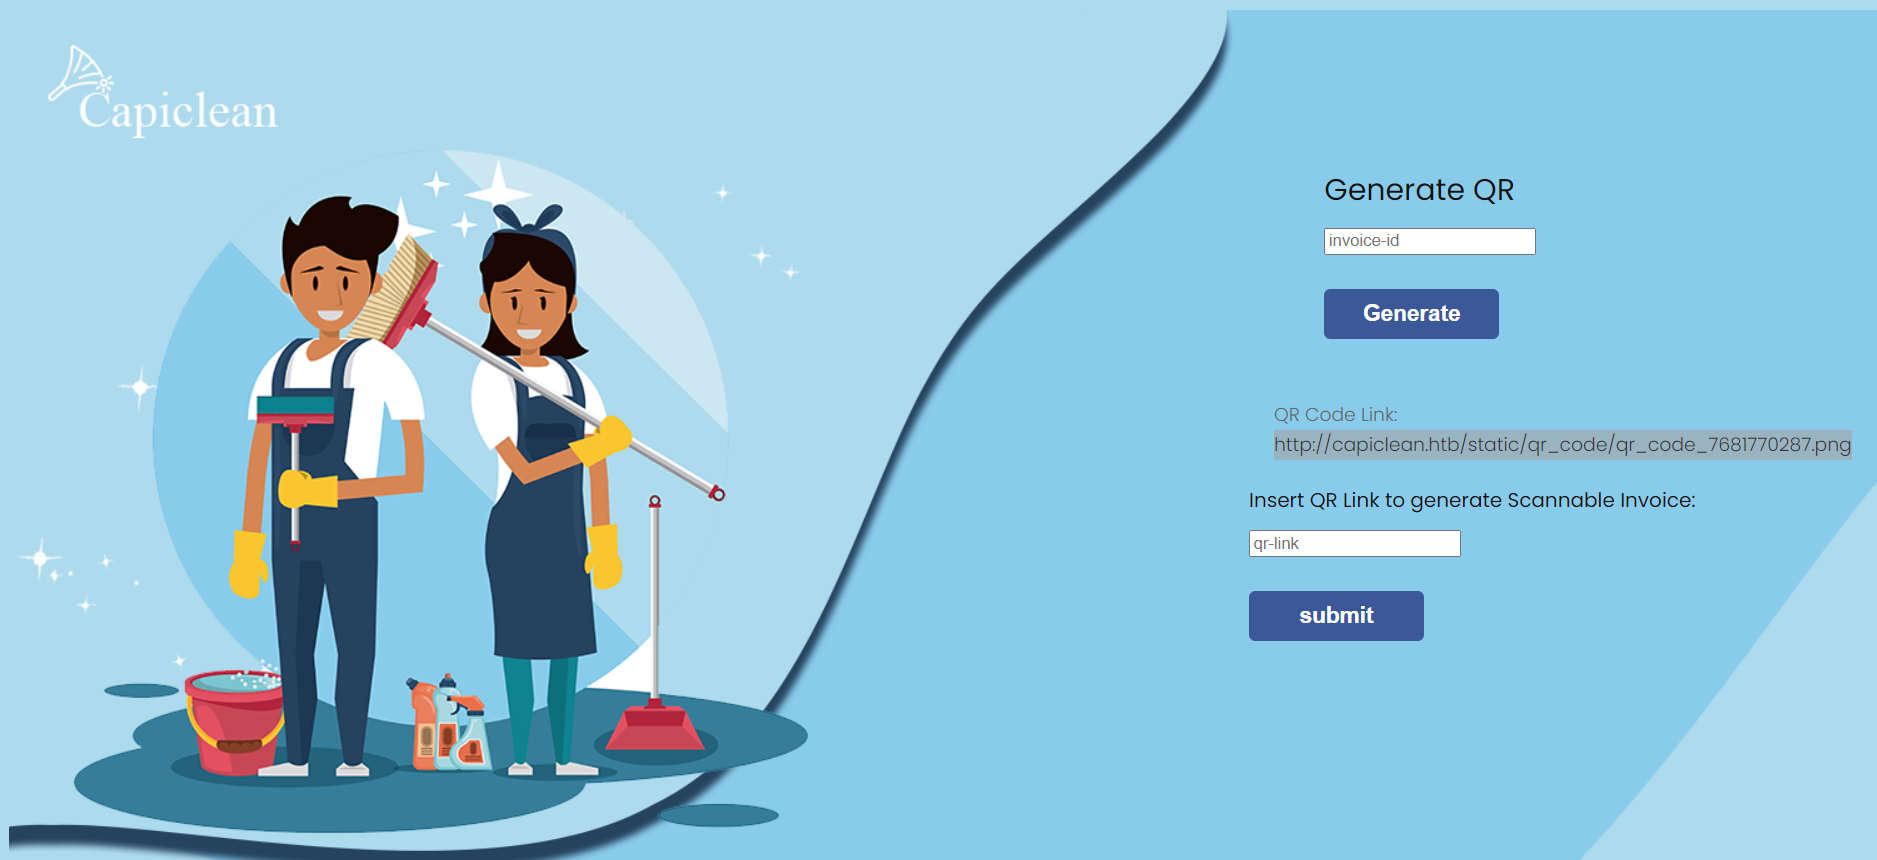 Capiclean
Generate QR
invoice-id
Generate
QR Code Link:
http://capiclean.htb/static/qr_code/qr_code_7681770287.png
Insert QR Link to generate Scannable Invoice:
qr-link
submit